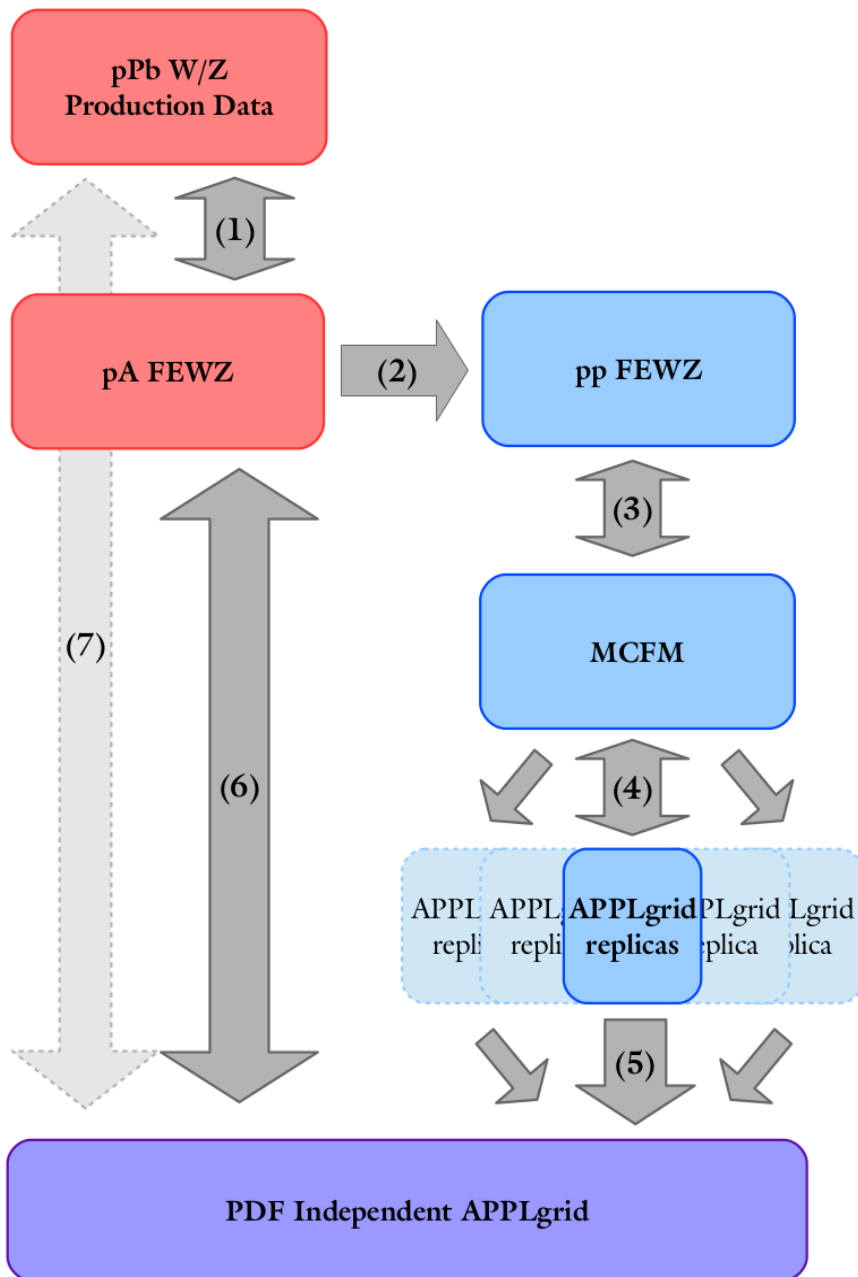 pPb W/Z
Production Data
(1)
pA FEWZ
(2)
pp FEWZ
(3)
MCFM
(7)
(6)
(4)
APPLgrid
replicas
(5)
PDF Independent APPLgrid